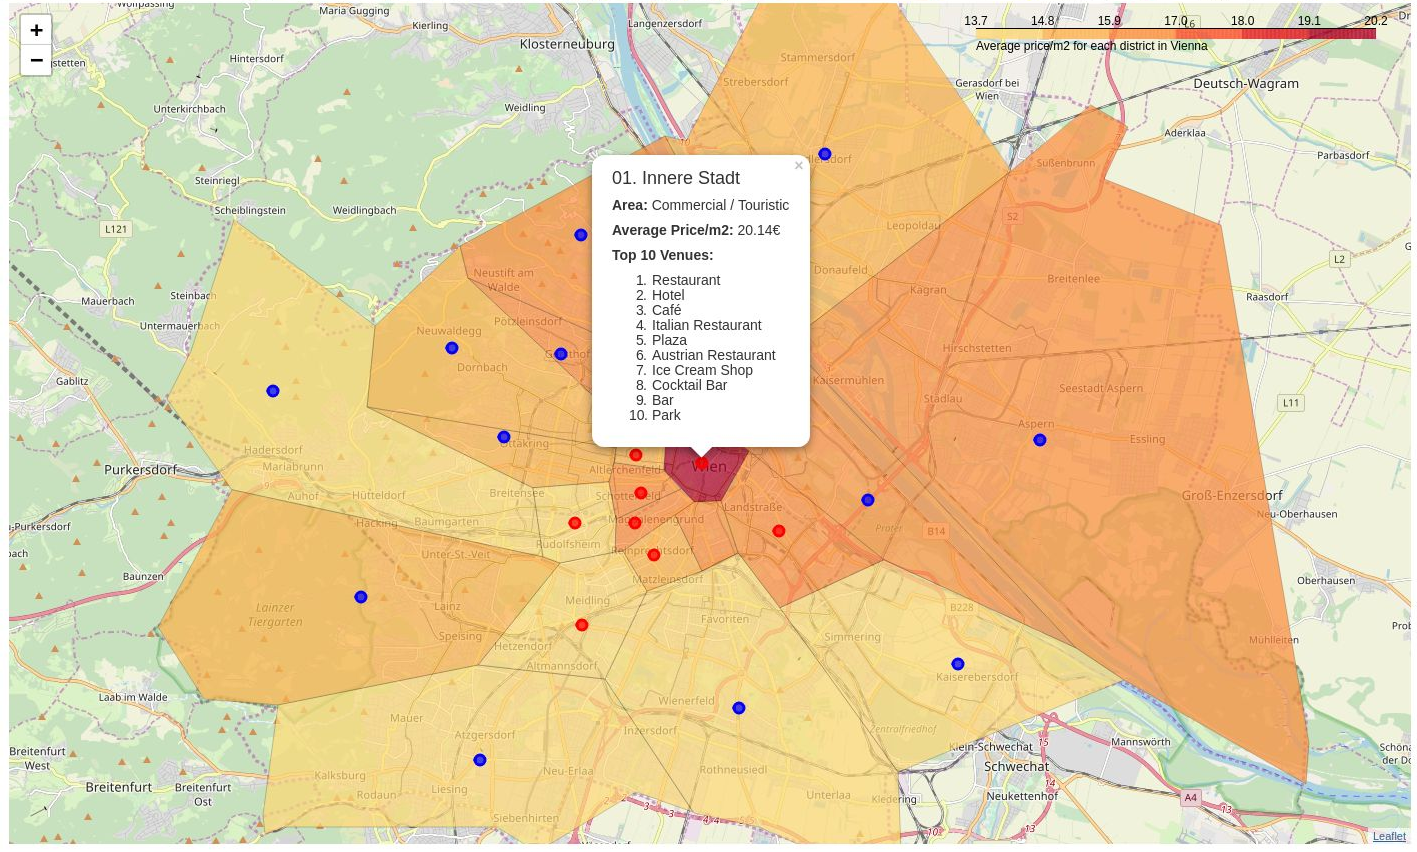 Wolfpassing
Maria Gugging
Kierling
Langenzersdorf
Stammersdorf
13.7
14.8
15.9
17.0
18.0
19.1
20.2
Average price/m2 for each district in Vienna
+
−
Klosterneuburg
Hintersdorf
Strebersdorf
Gerasdorf bei
Wien
Deutsch-Wagram
Unterkirchbach
Weidling
Aderklaa
Parbasdorf
Süßenbrunn
Steinriegl
Scheiblingstein
Weidlingbach
L121
S2
Leopoldau
L2
01. Innere Stadt
×
Area: Commercial / Touristic
Average Price/m2: 20.14€
Top 10 Venues:
1. Restaurant
2. Hotel
3. Café
4. Italian Restaurant
5. Plaza
6. Austrian Restaurant
7. Ice Cream Shop
8. Cocktail Bar
9. Bar
10. Park
Neustift am
Walde
Donaufeld
Breitenlee
Kagran
Raasdorf
Mauerbach
Steinbach
Untermauerbach
Pötzleinsdorf
Neuwaldegg
Dornbach
Hirschstetten
Gablitz
Kaisermühlen
Seestadt Aspern
Stadlau
L11
Aspern
Essling
Ottakring
Hadersdorf
Mariabrunn
Purkersdorf
Altlerchenfeld
Wien
Auhof
Hütteldorf
Breitensee
Schottenfeld
Groß-Enzersdorf
Landstraße
Neu-Oberhausen
Hacking
Baumgarten
Magdalenengrund
Prater
B14
Rudolfsheim
Reinprechtsdorf
Unter-St.-Veit
Baunzen
Matzleinsdorf
Oberhausen
Lainzer
Tiergarten
Lainz
Meidling
Favoriten
B228
Simmering
Speising
Hetzendorf
Mühlleiten
Altmannsdorf
Kaiserebersdorf
Laab im Walde
Wienerfeld
Mauer
Atzgersdorf
Inzersdorf
Zentralfriedhof
Breitenfurt
West
Klein-Schwechat
15
Mannswörth
Schwechat
Neu-Erlaa
Rothneusiedl
Kalksburg
Breitenfurt
Breitenfurt
Ost
Rodaun
Liesing
Unterlaa
Kledering
Neukettenhof
A4
13
Siebenhirten
10
13
Leaflet